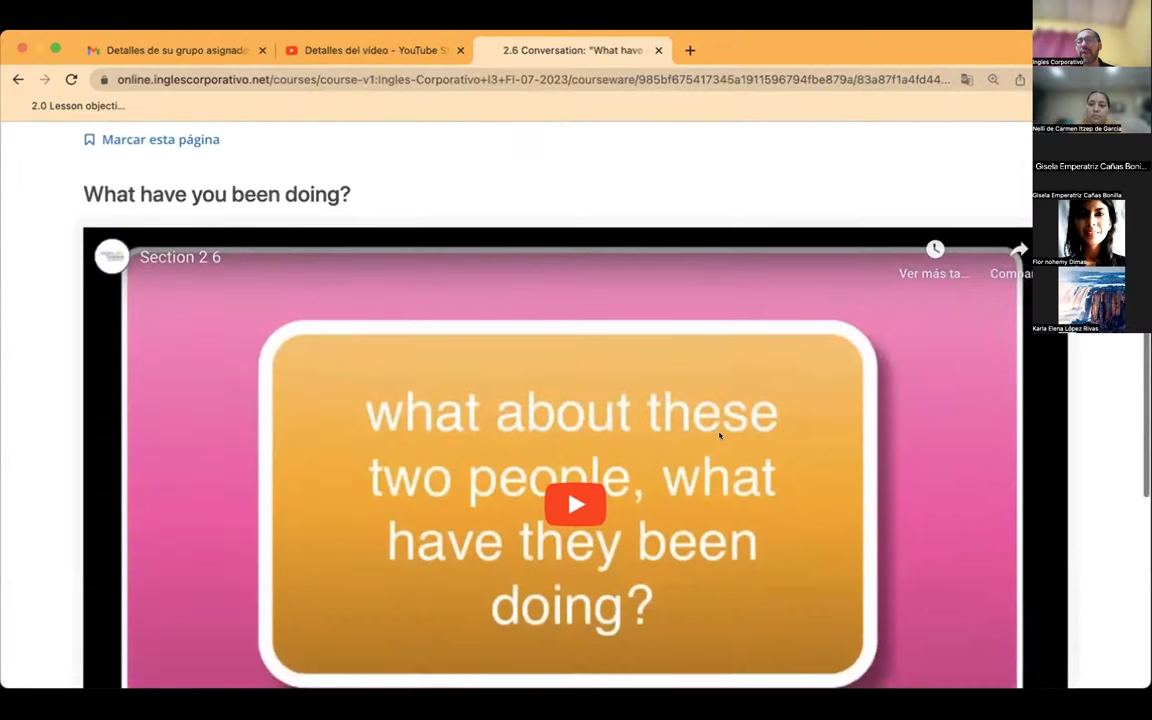 Detalles de su grupo asignado
Detalles del vídeo - YouTube S
2.6 Conversation: "What have
online.inglescorporativo.net/courses/course-v1:Ingles-Corporativo+I3+FI-07-2023/courseware/985bf675417345a1911596794fbe879a/83a87f1a4fd44...
2.0 Lesson objecti...
Marcar esta página
What have you been doing?
Section 2 6
Ver más ta...
Compar
what about these
two people, what
have they been
doing?
Ingles Corporativo
Nelli de Carmen Itzep de Garcia
Gisela Emperatriz Cañas Boni...
Gisela Emperatriz Cañas Bonilla
Flor nohemy Dimas
Karla Elena López Rivas